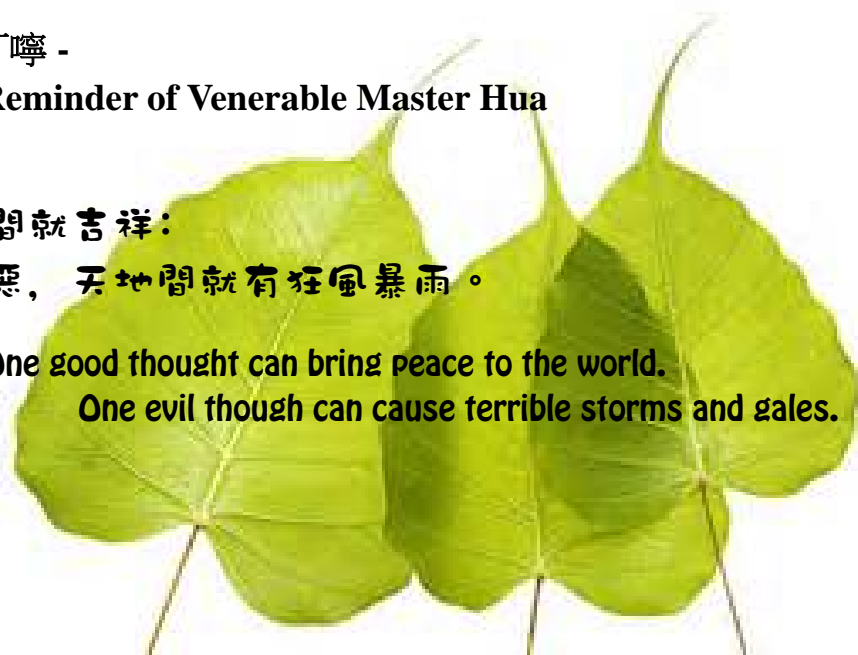 嚀 -
Reminder of Venerable Master Hua
間就吉祥:
惡，天地間就有狂風暴雨。
One good thought can bring peace to the world.
One evil though can cause terrible storms and gales.